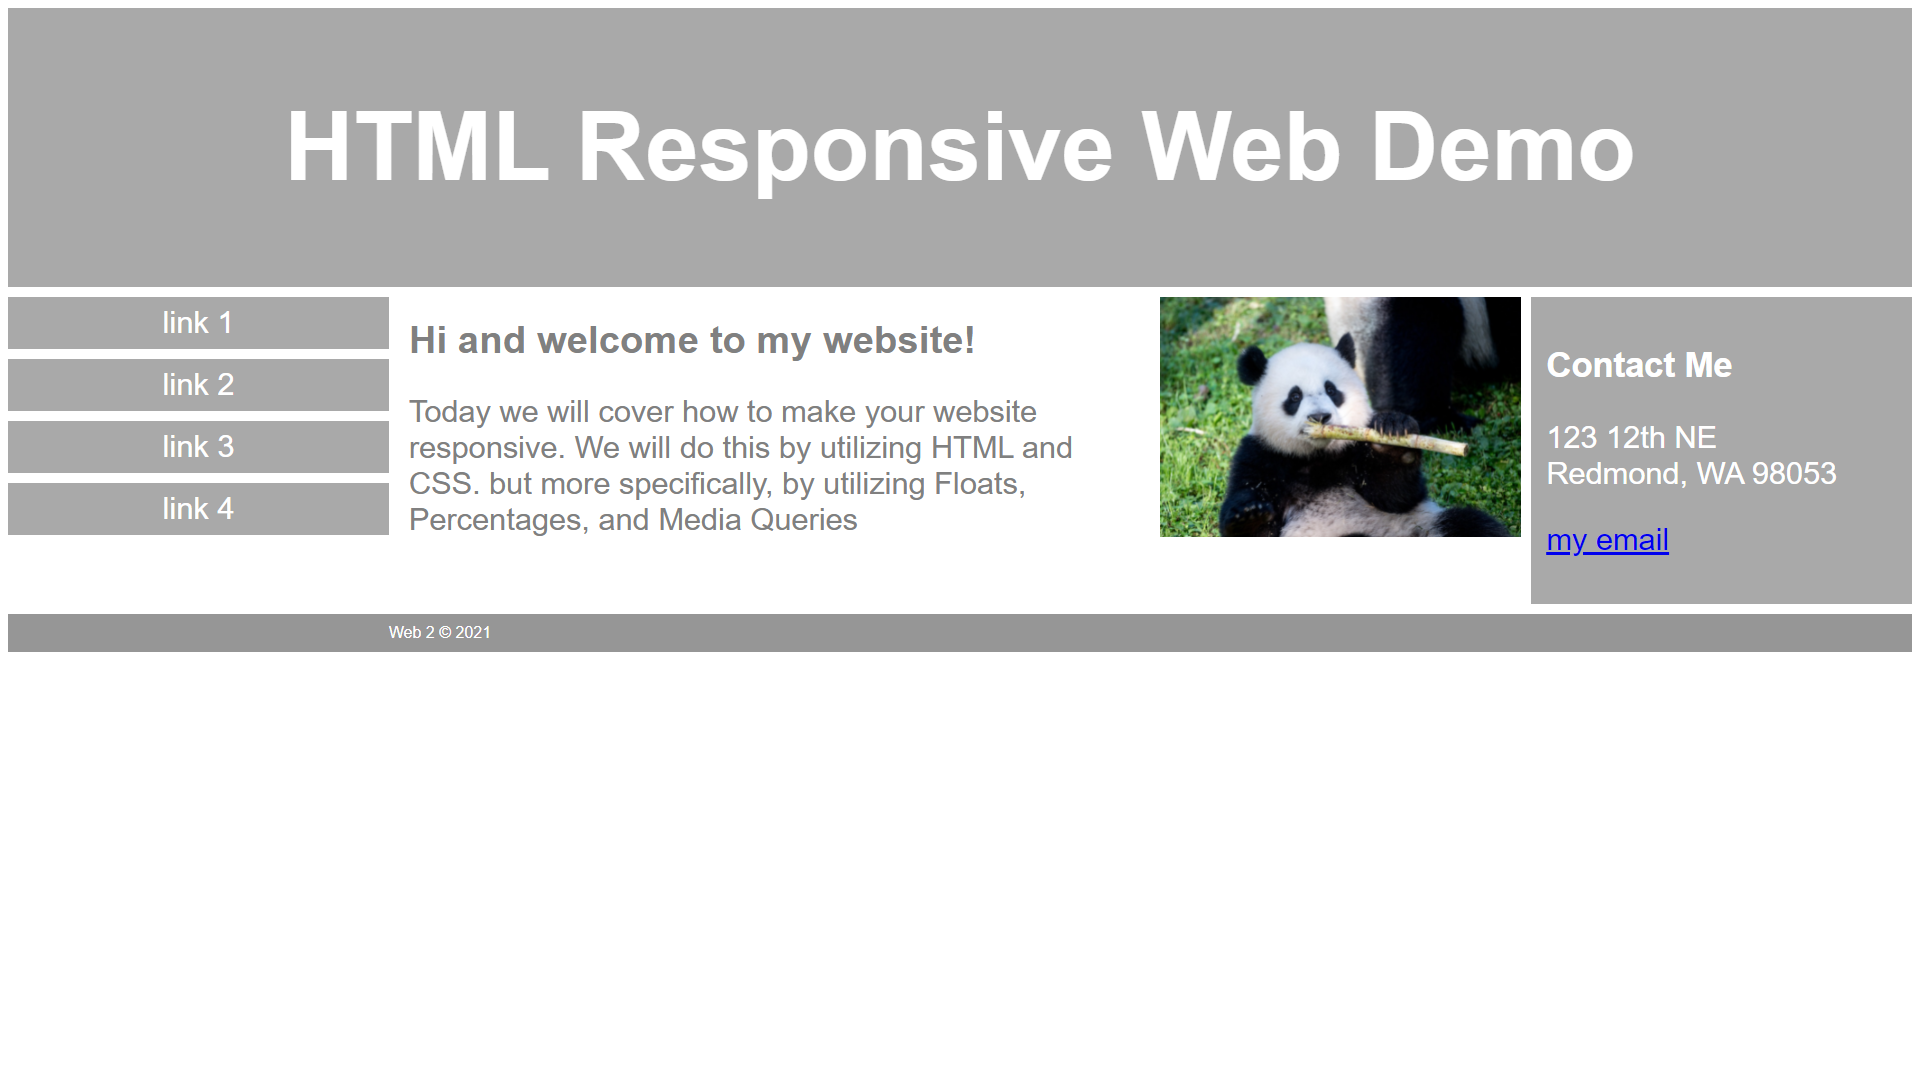 HTML Responsive Web Demo
link 1
link 2
link 3
link 4
Hi and welcome to my website!
Today we will cover how to make your website
responsive. We will do this by utilizing HTML and
CSS. but more specifically, by utilizing Floats,
Percentages, and Media Queries
Contact Me
123 12th NE
Redmond, WA 98053
my email
Web 2 © 2021